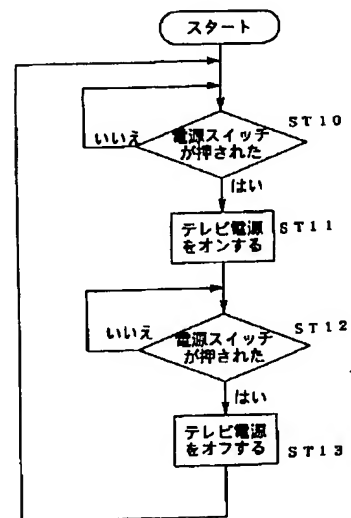 スタート
電源スイッチ
が押された
ST10
いいえ
はい
テレビ電源
をオンする
ST11
電源スイッチ
が押された
ST12
いいえ
はい
テレビ電源
をオフする
ST13